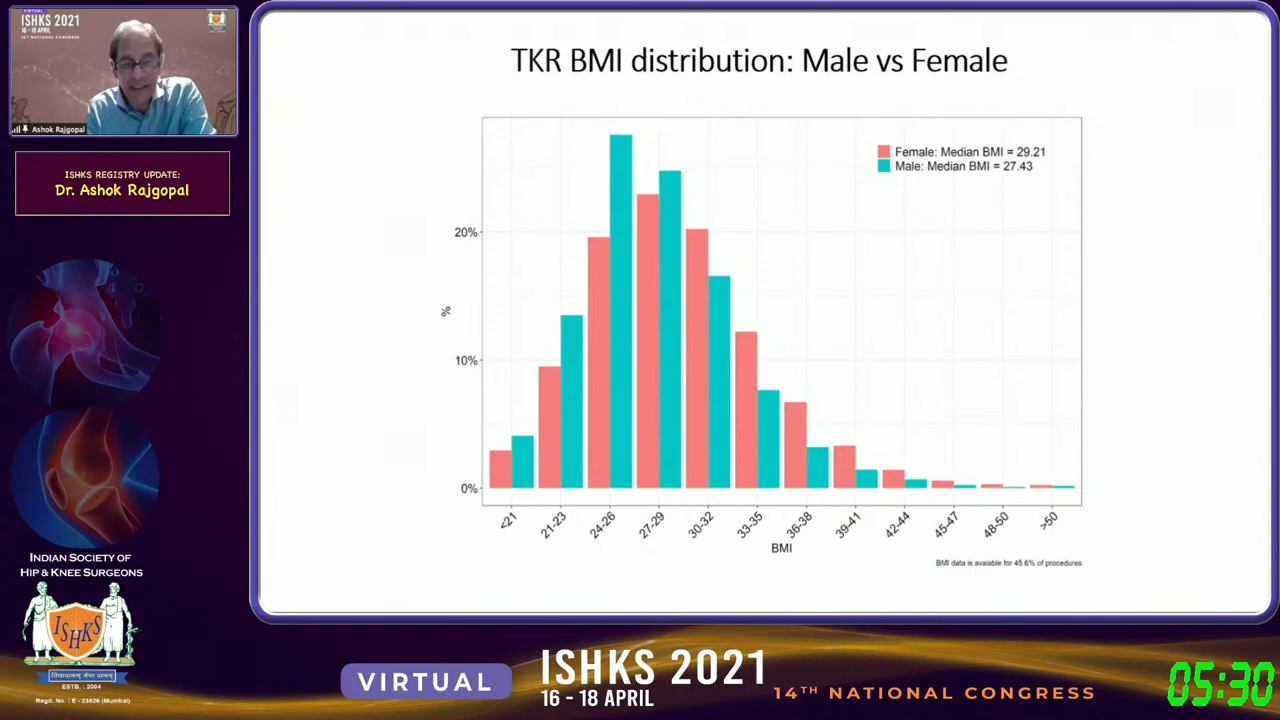 VIRTUAL
ISHKS 2021
16 - 18 APRIL
14TH NATIONAL CONGRESS
Ashok Rajgopal
ISHKS REGISTRY UPDATE:
Dr. Ashok Rajgopal
INDIAN SOCIETY OF
HIP & KNEE SURGEONS
ISHKS
ESTB. : 2004
Regd. No. : E - 23526 (Mumbai)
TKR BMI distribution: Male vs Female
Female: Median BMI = 29.21
Male: Median BMI = 27.43
20%
10%
0%
%
<21
21-23
24-26
27-29
30-32
33-35
36-38
39-41
42-44
45-47
48-50
>50
BMI
BMI data is avaiable for 45.6% of procedures
VIRTUAL
ISHKS 2021
16 - 18 APRIL
14TH NATIONAL CONGRESS
05:30